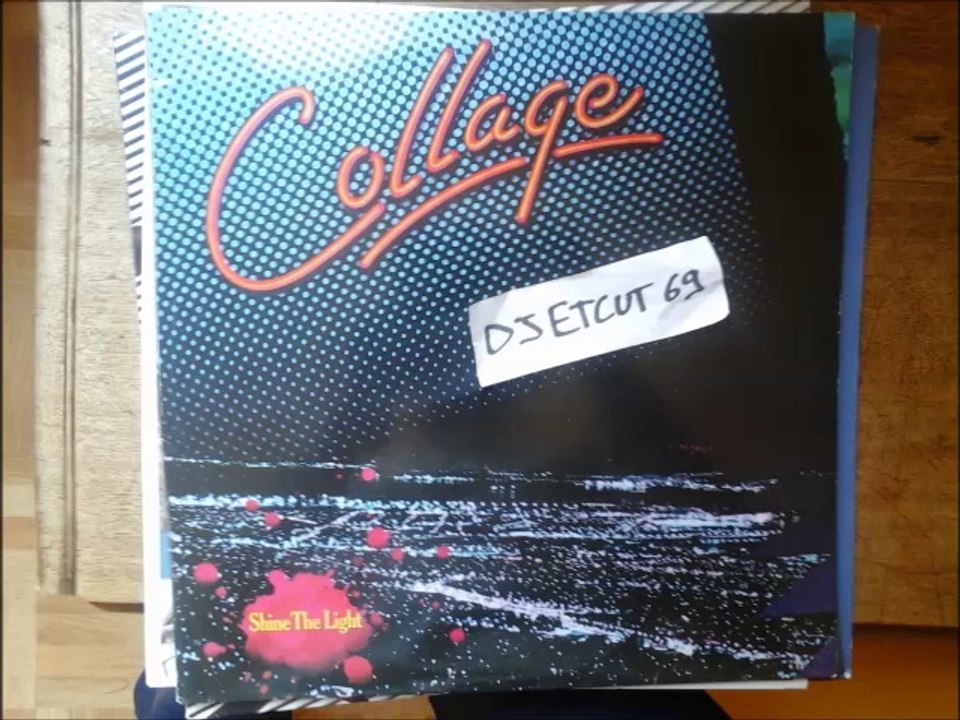 Collage
DJ ETCUT 69
Shine The Light